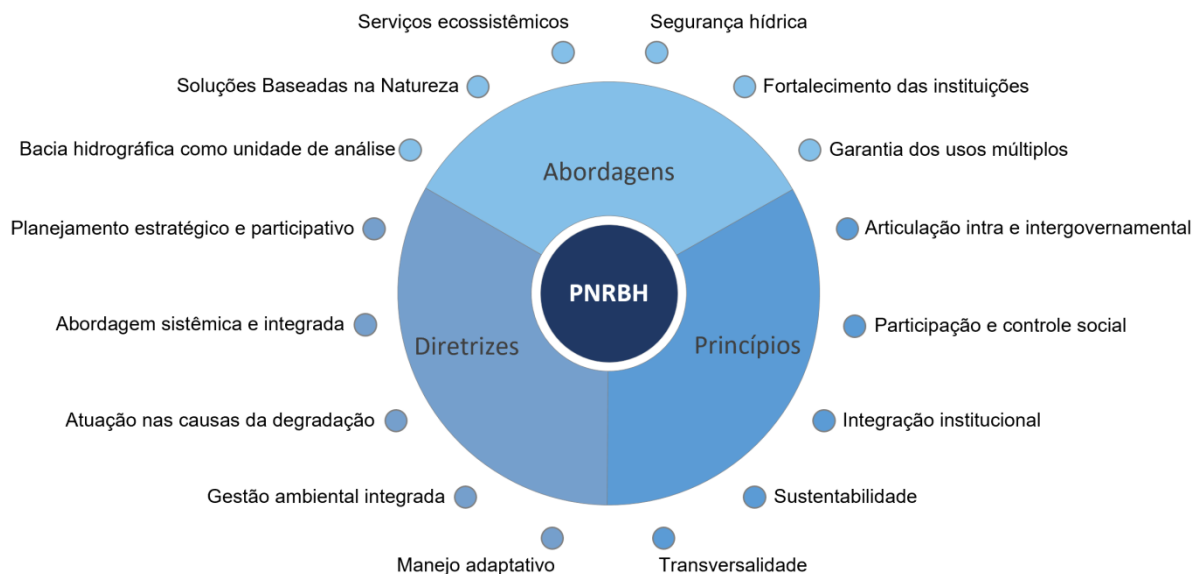 Serviços ecossistêmicos
Segurança hídrica
Soluções Baseadas na Natureza
Fortalecimento das instituições
Bacia hidrográfica como unidade de análise
Garantia dos usos múltiplos
Abordagens
Planejamento estratégico e participativo
Articulação intra e intergovernamental
PNRBH
Abordagem sistêmica e integrada
Participação e controle social
Diretrizes
Princípios
Atuação nas causas da degradação
Integração institucional
Gestão ambiental integrada
Sustentabilidade
Manejo adaptativo
Transversalidade